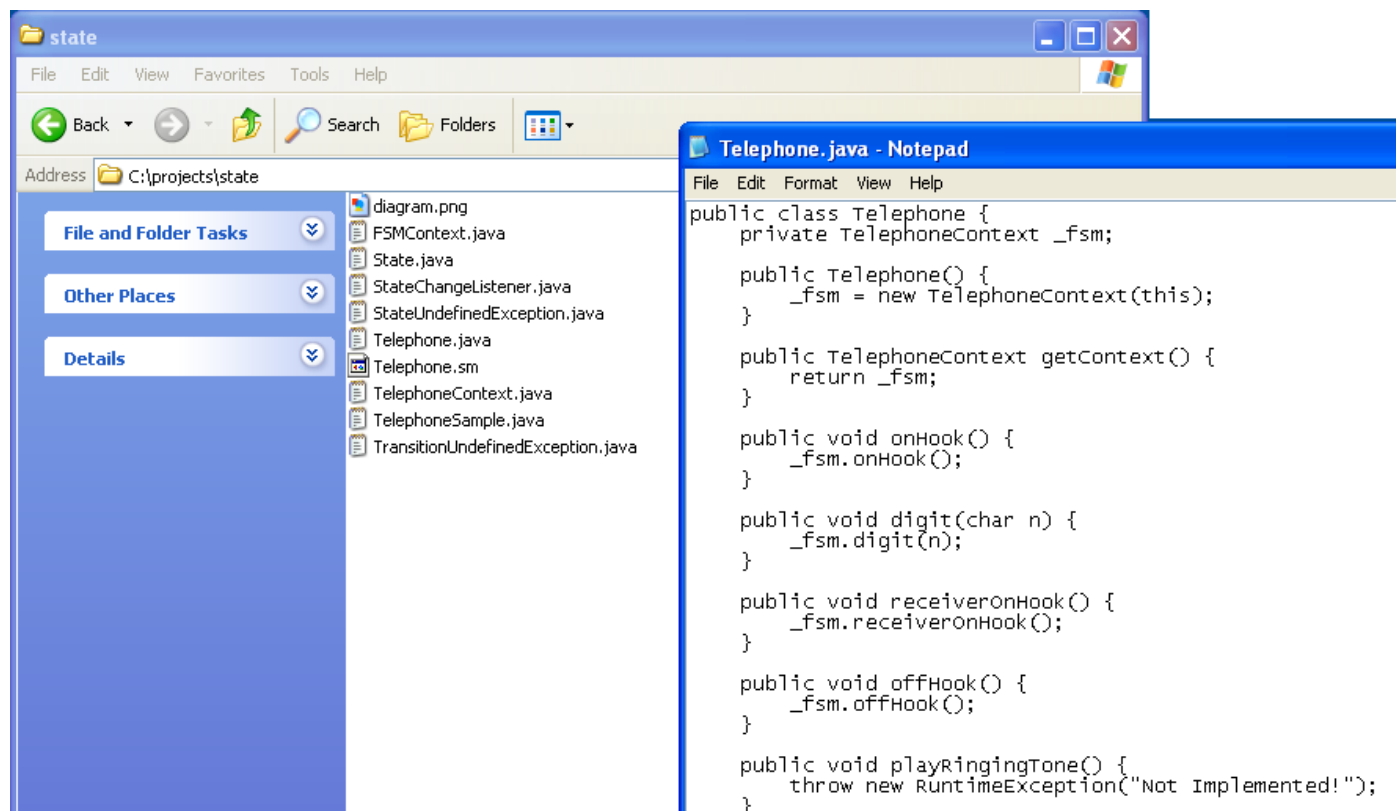 state
File Edit View Favorites Tools Help
Back Search Folders
Address C:\projects\state
File and Folder Tasks
Other Places
Details
diagram.png
FSMContext.java
State.java
StateChangeListener.java
StateUndefinedException.java
Telephone.java
Telephone.sm
TelephoneContext.java
TelephoneSample.java
TransitionUndefinedException.java
Telephone.java - Notepad
File Edit Format View Help
public class Telephone {
private TelephoneContext _fsm;
public Telephone() {
_fsm = new TelephoneContext(this);
}
public TelephoneContext getContext() {
return _fsm;
}
public void onHook() {
_fsm.onHook();
}
public void digit(char n) {
_fsm.digit(n);
}
public void receiverOnHook() {
_fsm.receiverOnHook();
}
public void offHook() {
_fsm.offHook();
}
public void playRingingTone() {
throw new RuntimeException("Not Implemented!");
}